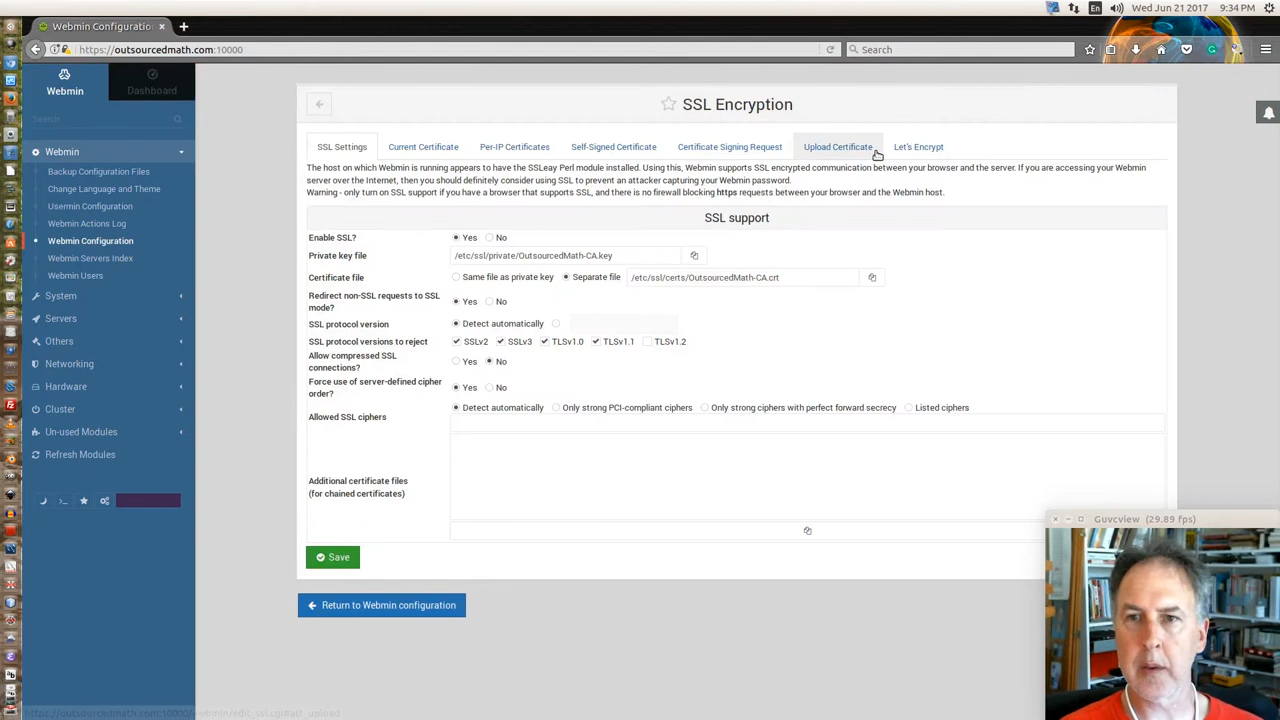 En
Wed Jun 21 2017
9:34 PM
Webmin Configuratio
https://outsourcedmath.com:10000
Search
Webmin
Dashboard
Search
Webmin
Backup Configuration Files
Change Language and Theme
Usermin Configuration
Webmin Actions Log
Webmin Configuration
Webmin Servers Index
Webmin Users
System
Servers
Others
Networking
Hardware
Cluster
Un-used Modules
Refresh Modules
SSL Encryption
SSL Settings
Current Certificate
Per-IP Certificates
Self-Signed Certificate
Certificate Signing Request
Upload Certificate
Let's Encrypt
The host on which Webmin is running appears to have the SSLeay Perl module installed. Using this, Webmin supports SSL encrypted communication between your browser and the server. If you are accessing your Webmin
server over the Internet, then you should definitely consider using SSL to prevent an attacker capturing your Webmin password.
Warning - only turn on SSL support if you have a browser that supports SSL, and there is no firewall blocking https requests between your browser and the Webmin host.
SSL support
Enable SSL? Yes No
Private key file /etc/ssl/private/OutsourcedMath-CA.key
Certificate file Same file as private key Separate file /etc/ssl/certs/OutsourcedMath-CA.crt
Redirect non-SSL requests to SSL
mode? Yes No
SSL protocol version Detect automatically
SSL protocol versions to reject SSLv2 SSLv3 TLSv1.0 TLSv1.1 TLSv1.2
Allow compressed SSL
connections? Yes No
Force use of server-defined cipher
order? Yes No
Allowed SSL ciphers Detect automatically Only strong PCI-compliant ciphers Only strong ciphers with perfect forward secrecy Listed ciphers
Additional certificate files
(for chained certificates)
Save
Return to Webmin configuration
Guvcview (29.89 fps)
https://outsourcedmath.com:10000/webmin/edit_ssl.cgi#att_upload